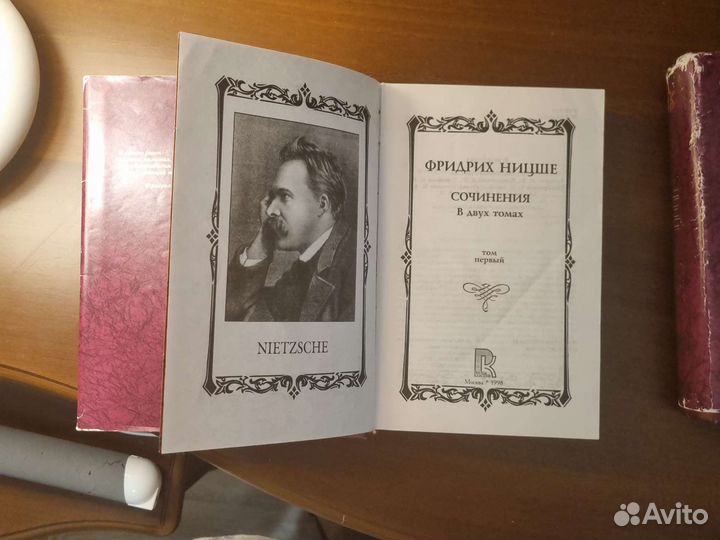 NIETZSCHE
ФРИДРИХ НИЦШЕ
СОЧИНЕНИЯ
В двух томах
том
первый
Москва * 1998
Avito